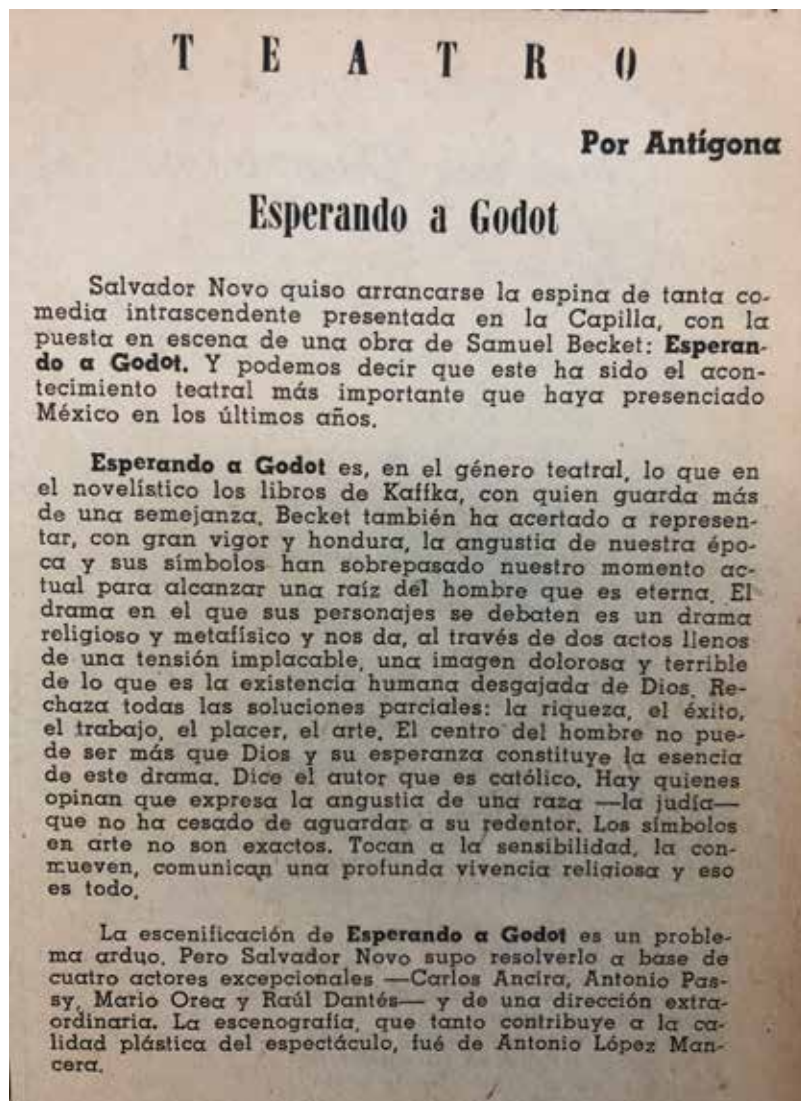 TEATRO
Por Antígona
Esperando a Godot
Salvador Novo quiso arrancarse la espina de tanta co-
media intrascendente presentada en la Capilla, con la
puesta en escena de una obra de Samuel Becket: Esperan-
do a Godot. Y podemos decir que este ha sido el acon-
tecimiento teatral más importante que haya presenciado
México en los últimos años.
Esperando a Godot es, en el género teatral, lo que en
el novelístico los libros de Kaffka, con quien guarda más
de una semejanza. Becket también ha acertado a represen-
tar, con gran vigor y hondura, la angustia de nuestra épo-
ca y sus símbolos han sobrepasado nuestro momento ac-
tual para alcanzar una raíz del hombre que es eterna. El
drama en el que sus personajes se debaten es un drama
religioso y metafísico y nos da, al través de dos actos llenos
de una tensión implacable, una imagen dolorosa y terrible
de lo que es la existencia humana desgajada de Dios. Re-
chaza todas las soluciones parciales: la riqueza, el éxito,
el trabajo, el placer, el arte. El centro del hombre no pue-
de ser más que Dios y su esperanza constituye la esencia
de este drama. Dice el autor que es católico. Hay quienes
opinan que expresa la angustia de una raza —la judía—
que no ha cesado de aguardar a su redentor. Los símbolos
en arte no son exactos. Tocan a la sensibilidad, la con-
mueven, comunican una profunda vivencia religiosa y eso
es todo.
La escenificación de Esperando a Godot es un proble-
ma arduo. Pero Salvador Novo supo resolverlo a base de
cuatro actores excepcionales —Carlos Ancira, Antonio Pas-
sy, Mario Orea y Raúl Dantés— y de una dirección extra-
ordinaria. La escenografía, que tanto contribuye a la ca-
lidad plástica del espectáculo, fué de Antonio López Man-
cera.